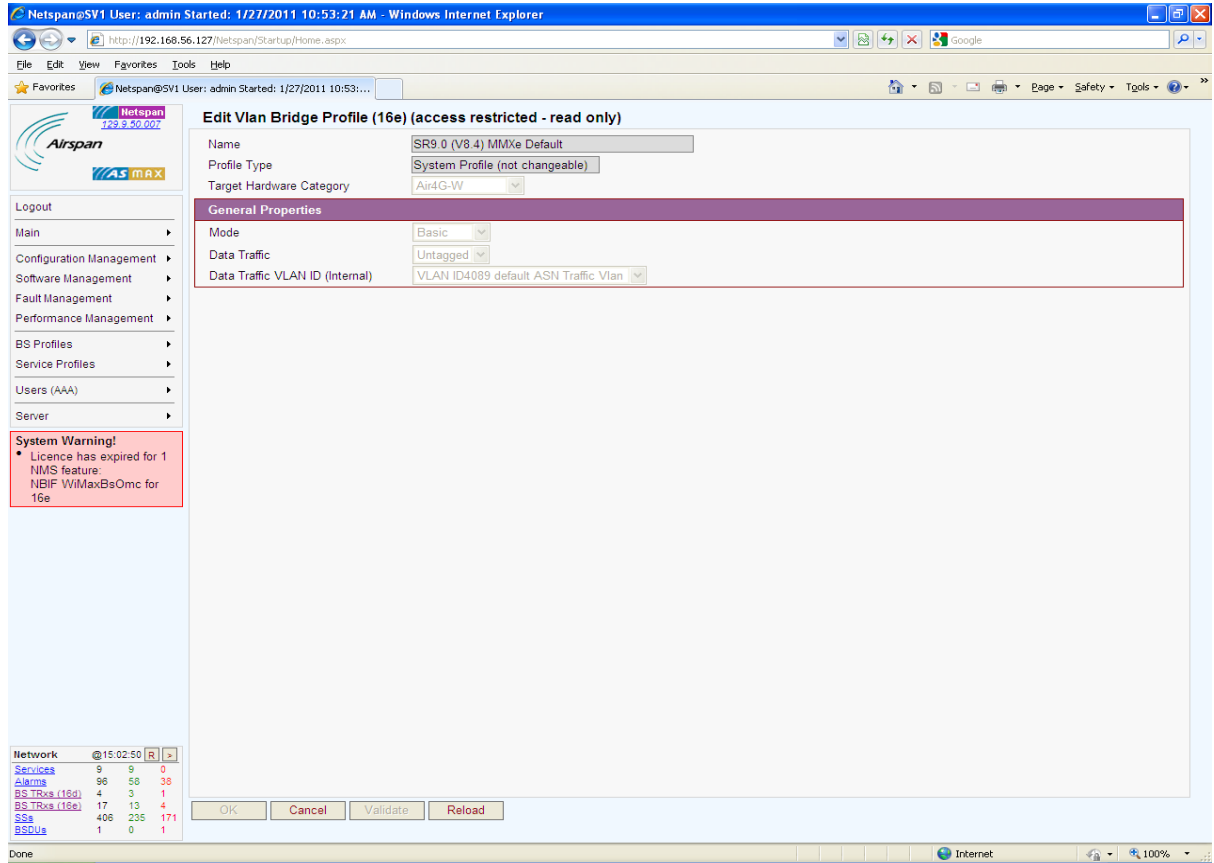 Netspan@SV1 User: admin Started: 1/27/2011 10:53:21 AM - Windows Internet Explorer
http://192.168.56.127/Netspan/Startup/Home.aspx
Google
File Edit View Favorites Tools Help
Favorites
Netspan@SV1 User: admin Started: 1/27/2011 10:53:...
Page Safety Tools
Netspan
129.9.50.007
Airspan
ASMAX
Logout
Main
Configuration Management
Software Management
Fault Management
Performance Management
BS Profiles
Service Profiles
Users (AAA)
Server
System Warning!
• Licence has expired for 1
NMS feature:
NBIF WiMaxBsOmc for
16e
Network @15:02:50 R >
Services 9 9 0
Alarms 96 58 38
BS TRxs (16d) 4 3 1
BS TRxs (16e) 17 13 4
SSs 406 235 171
BSDUs 1 0 1
Edit Vlan Bridge Profile (16e) (access restricted - read only)
Name SR9.0 (V8.4) MMXe Default
Profile Type System Profile (not changeable)
Target Hardware Category Air4G-W
General Properties
Mode Basic
Data Traffic Untagged
Data Traffic VLAN ID (Internal) VLAN ID4089 default ASN Traffic Vlan
OK Cancel Validate Reload
Done Internet 100%